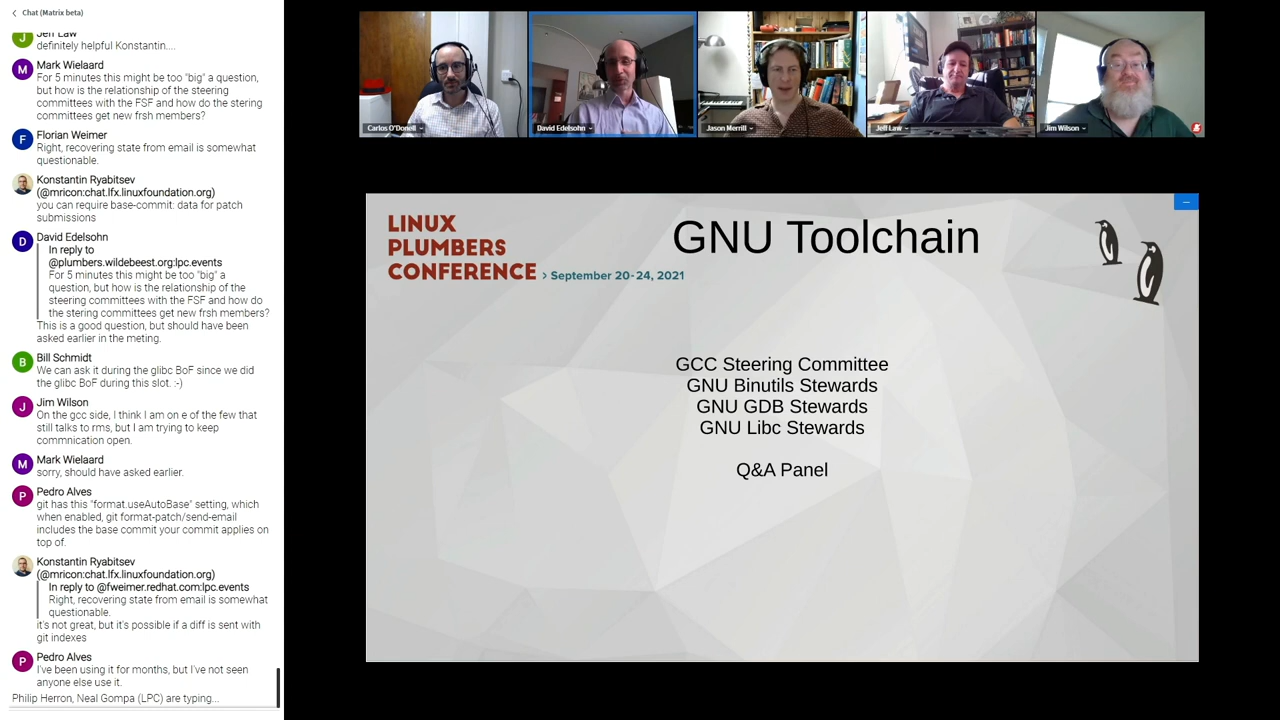 Chat (Matrix beta)
Jeff Law
definitely helpful Konstantin....
Mark Wielaard
For 5 minutes this might be too "big" a
question, but how is the relationship of the
steering committees with the FSF and how
do the stering committees get new frsh
members?
Florian Weimer
Right, recovering state from email is somewhat
questionable.
Konstantin Ryabitsev
(@mricon:chat.lfx.linuxfoundation.org)
you can require base-commit: data for patch
submissions
David Edelsohn
In reply to
@plumbers.wildebeest.org:lpc.events
For 5 minutes this might be too "big" a
question, but how is the relationship of the
steering committees with the FSF and how do
the stering committees get new frsh members?
This is a good question, but should have been
asked earlier in the meting.
Bill Schmidt
We can ask it during the glibc BoF since we did
the glibc BoF during this slot. :-)
Jim Wilson
On the gcc side, I think I am on e of the few that
still talks to rms, but I am trying to keep
commnication open.
Mark Wielaard
sorry, should have asked earlier.
Pedro Alves
git has this "format.useAutoBase" setting, which
when enabled, git format-patch/send-email
includes the base commit your commit applies on
top of.
Konstantin Ryabitsev
(@mricon:chat.lfx.linuxfoundation.org)
In reply to @fweimer.redhat.com:lpc.events
Right, recovering state from email is somewhat
questionable.
it's not great, but it's possible if a diff is sent with
git indexes
Pedro Alves
I've been using it for months, but I've not seen
anyone else use it.
Philip Herron, Neal Gompa (LPC) are typing...
Carlos O'Donell
David Edelsohn
Jason Merrill
Jeff Law
Jim Wilson
LINUX
PLUMBERS
CONFERENCE > September 20-24, 2021
GNU Toolchain
GCC Steering Committee
GNU Binutils Stewards
GNU GDB Stewards
GNU Libc Stewards
Q&A Panel